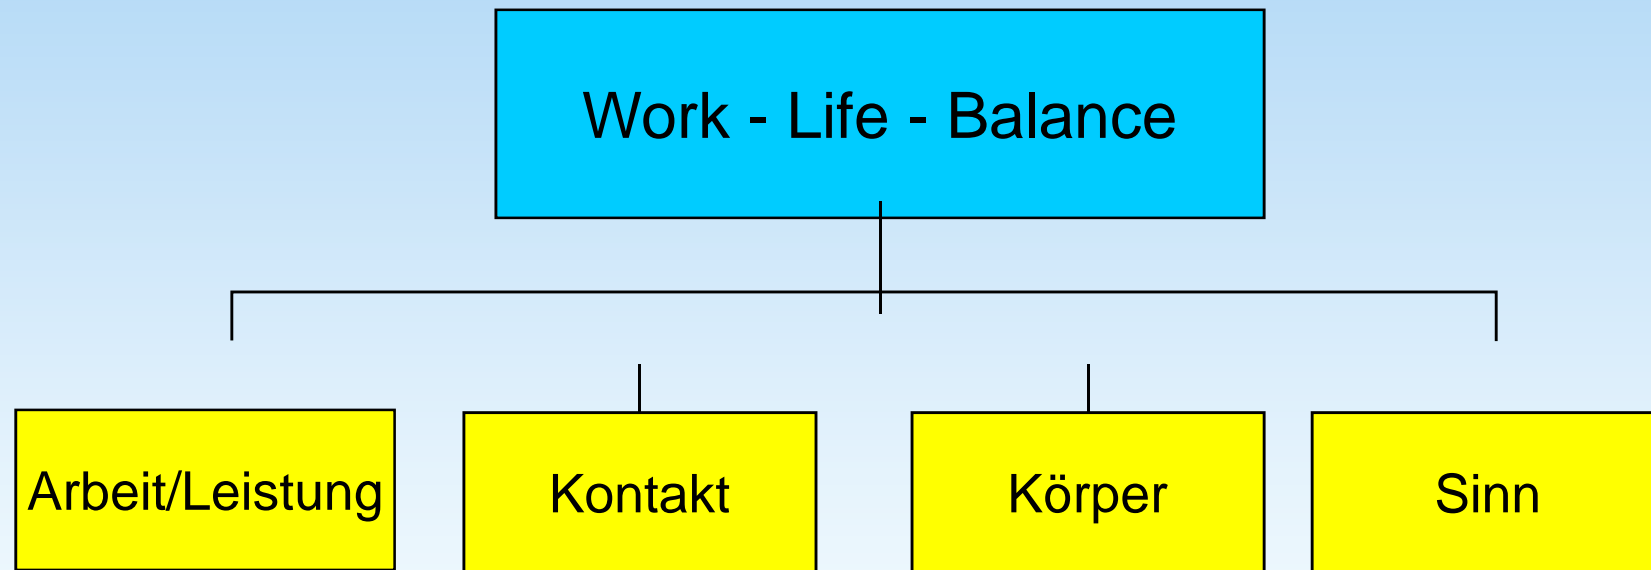 Work - Life - Balance
Arbeit/Leistung
Kontakt
Körper
Sinn